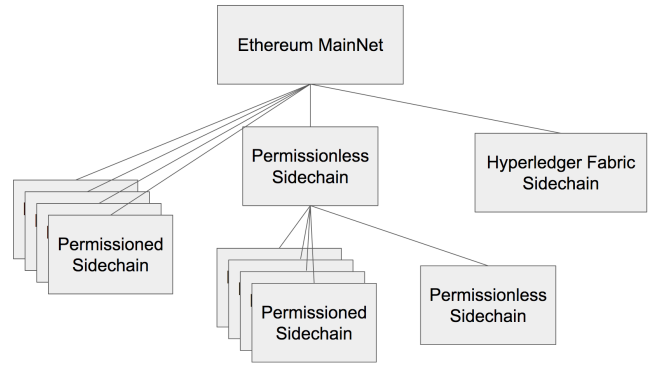 Ethereum MainNet
Permissionless
Sidechain
Hyperledger Fabric
Sidechain
Permissioned
Sidechain
Permissioned
Sidechain
Permissionless
Sidechain